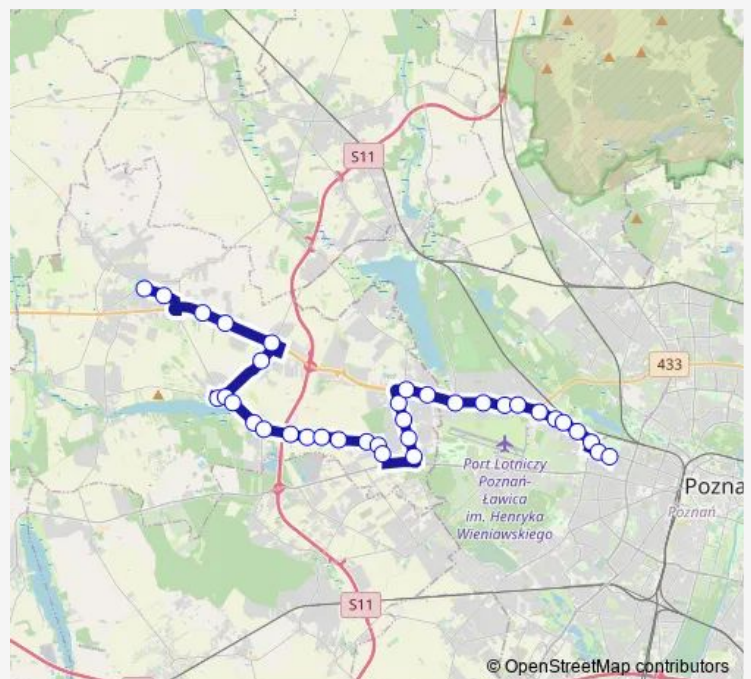 S11
433
Port Lotniczy
Poznań-
Ławica
im. Henryka
Wieniawskiego
Pozna
Poznań
S11
© OpenStreetMap contributors